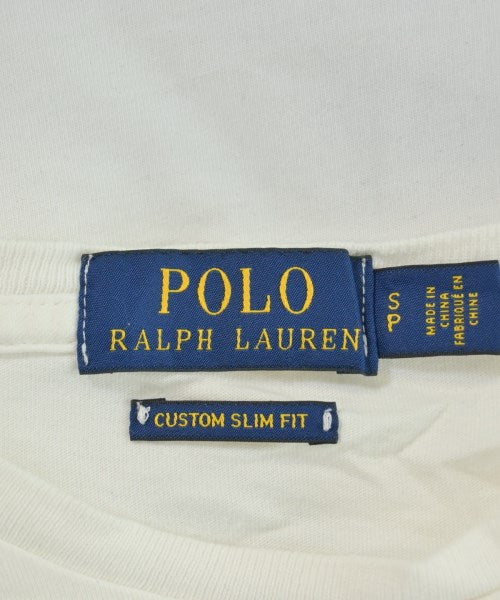 POLO
RALPH LAUREN
S
P
MADE IN
CHINA
FABRIQUÉ EN
CHINE
CUSTOM SLIM FIT